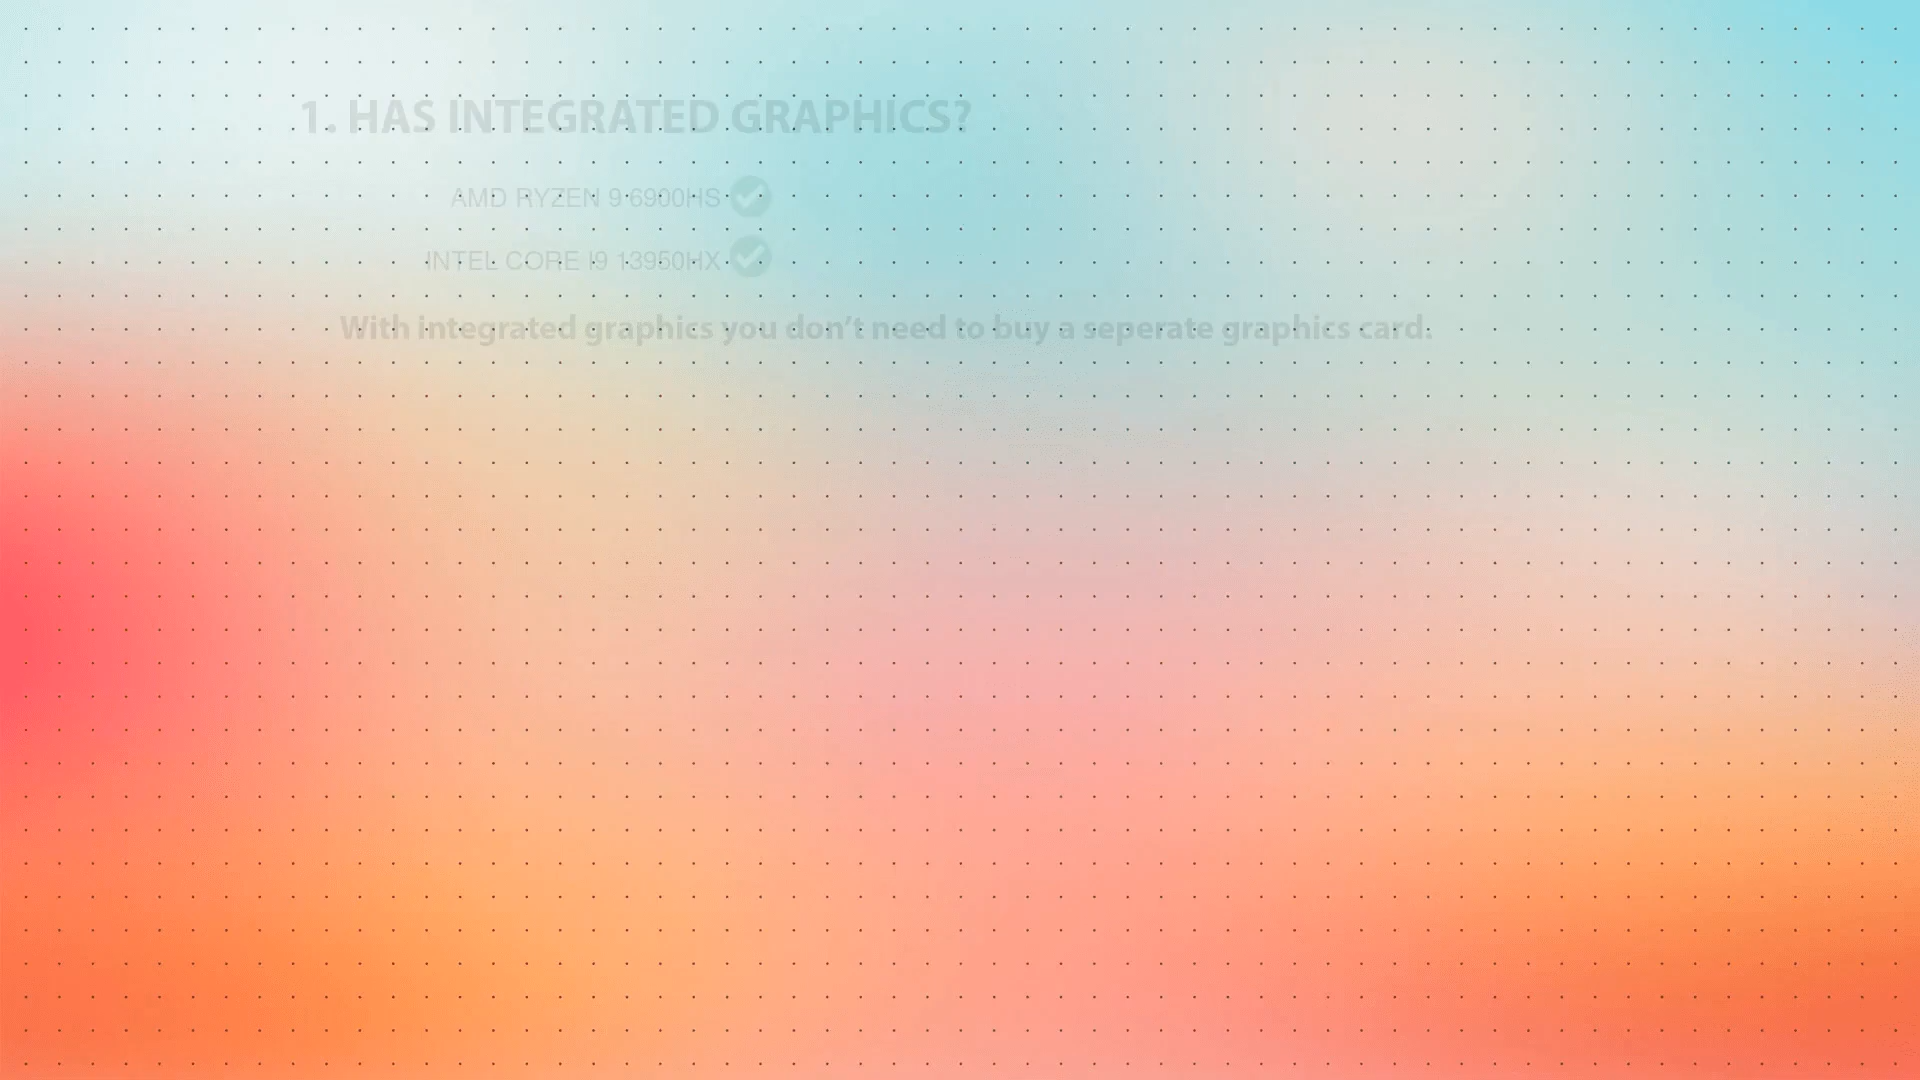 1. HAS INTEGRATED GRAPHICS?
AMD RYZEN 9 6900HS
INTEL CORE I9 13950HX
With integrated graphics you don’t need to buy a seperate graphics card.